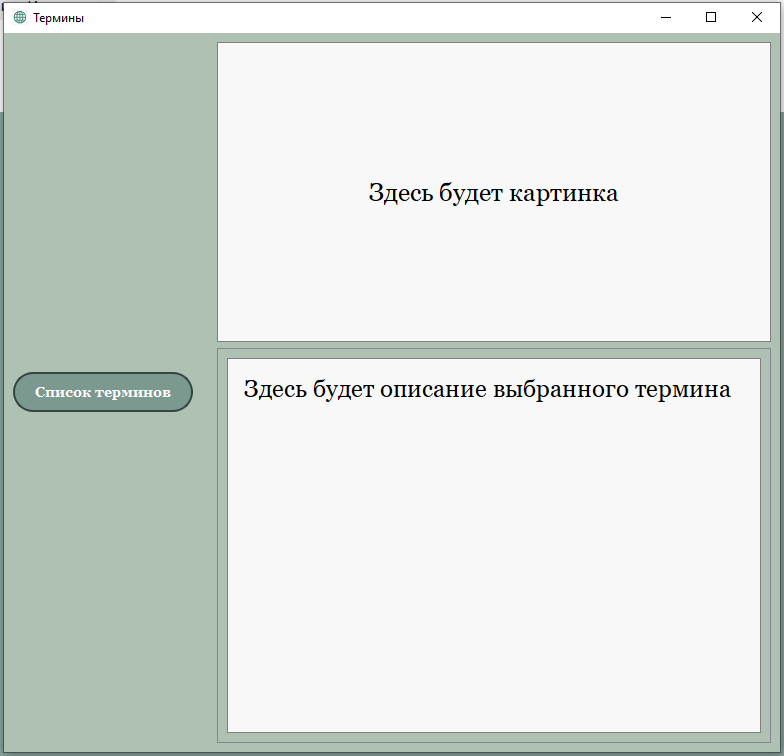 Термины
Здесь будет картинка
Список терминов
Здесь будет описание выбранного термина